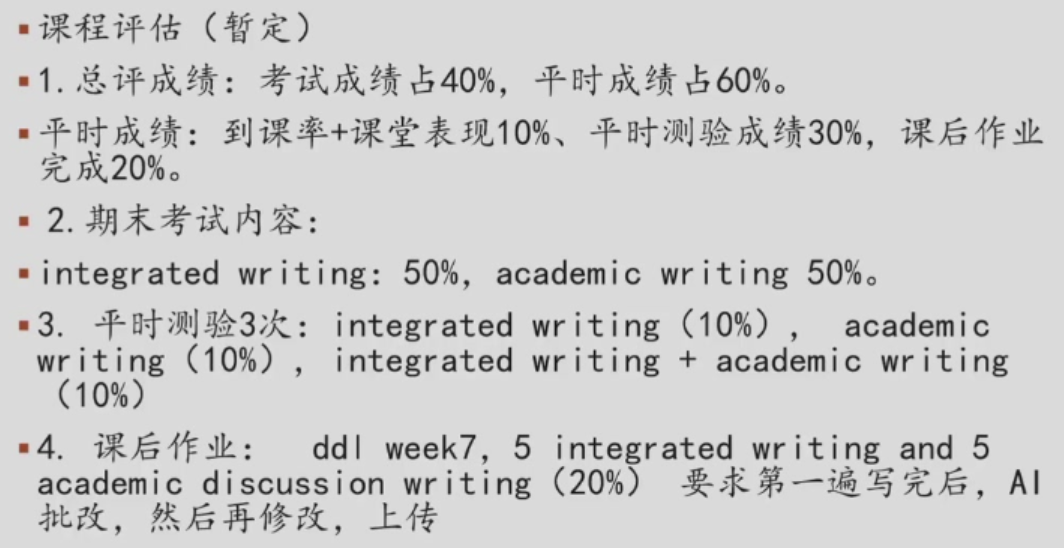 ▪课程评估（暂定）
▪1.总评成绩：考试成绩占40%，平时成绩占60%。
▪平时成绩：到课率+课堂表现10%、平时测验成绩30%，课后作业
完成20%。
▪ 2.期末考试内容：
▪integrated writing: 50%, academic writing 50%。
▪3. 平时测验3次：integrated writing（10%）, academic
writing（10%）, integrated writing + academic writing
（10%）
▪4. 课后作业： ddl week7, 5 integrated writing and 5
academic discussion writing（20%） 要求第一遍写完后，AI
批改，然后再修改，上传